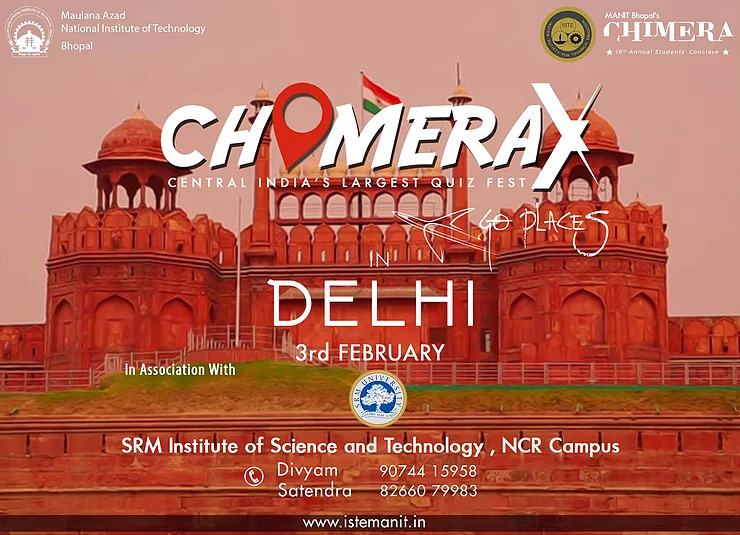 Maulana Azad
National Institute of Technology
Bhopal
ISTE
MANIT Bhopal's
CHIMERA
★ 16th Annual Students' Conclave ★
CHIMERAX
CENTRAL INDIA'S LARGEST QUIZ FEST
GO PLACES
IN
DELHI
3rd FEBRUARY
In Association With
SRM UNIVERSITY
SRM Institute of Science and Technology , NCR Campus
Divyam 90744 15958
Satendra 82660 79983
www.istemanit.in